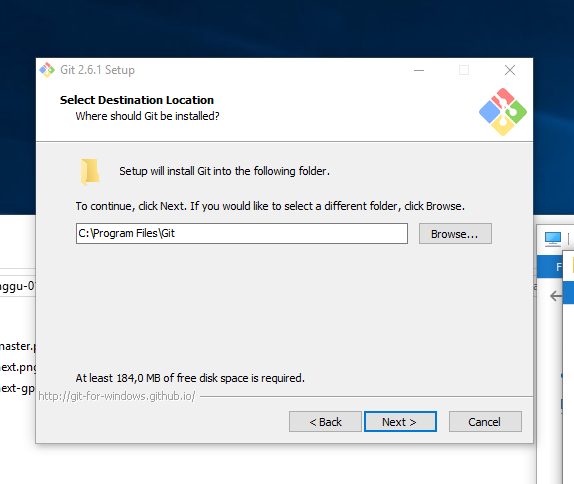 Git 2.6.1 Setup
Select Destination Location
Where should Git be installed?
Setup will install Git into the following folder.
To continue, click Next. If you would like to select a different folder, click Browse.
C:\Program Files\Git
Browse...
At least 184,0 MB of free disk space is required.
http://git-for-windows.github.io/
< Back
Next >
Cancel
nggu-0
master.p
next.png
next-gp
F